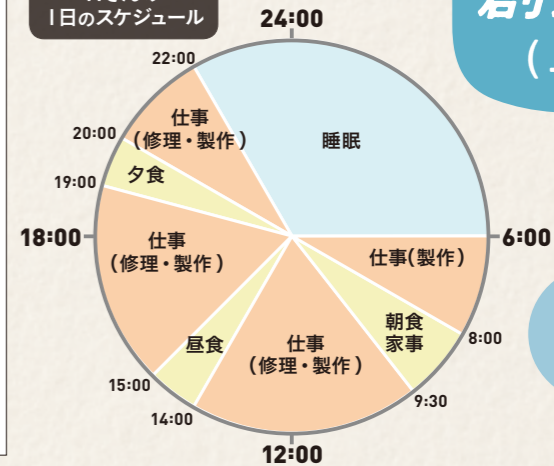 1日のスケジュール
24:00
22:00
仕事
（修理・製作）
睡眠
20:00
夕食
19:00
18:00
仕事
（修理・製作）
6:00
仕事（製作）
朝食
家事
8:00
昼食
仕事
（修理・製作）
15:00
9:30
14:00
12:00